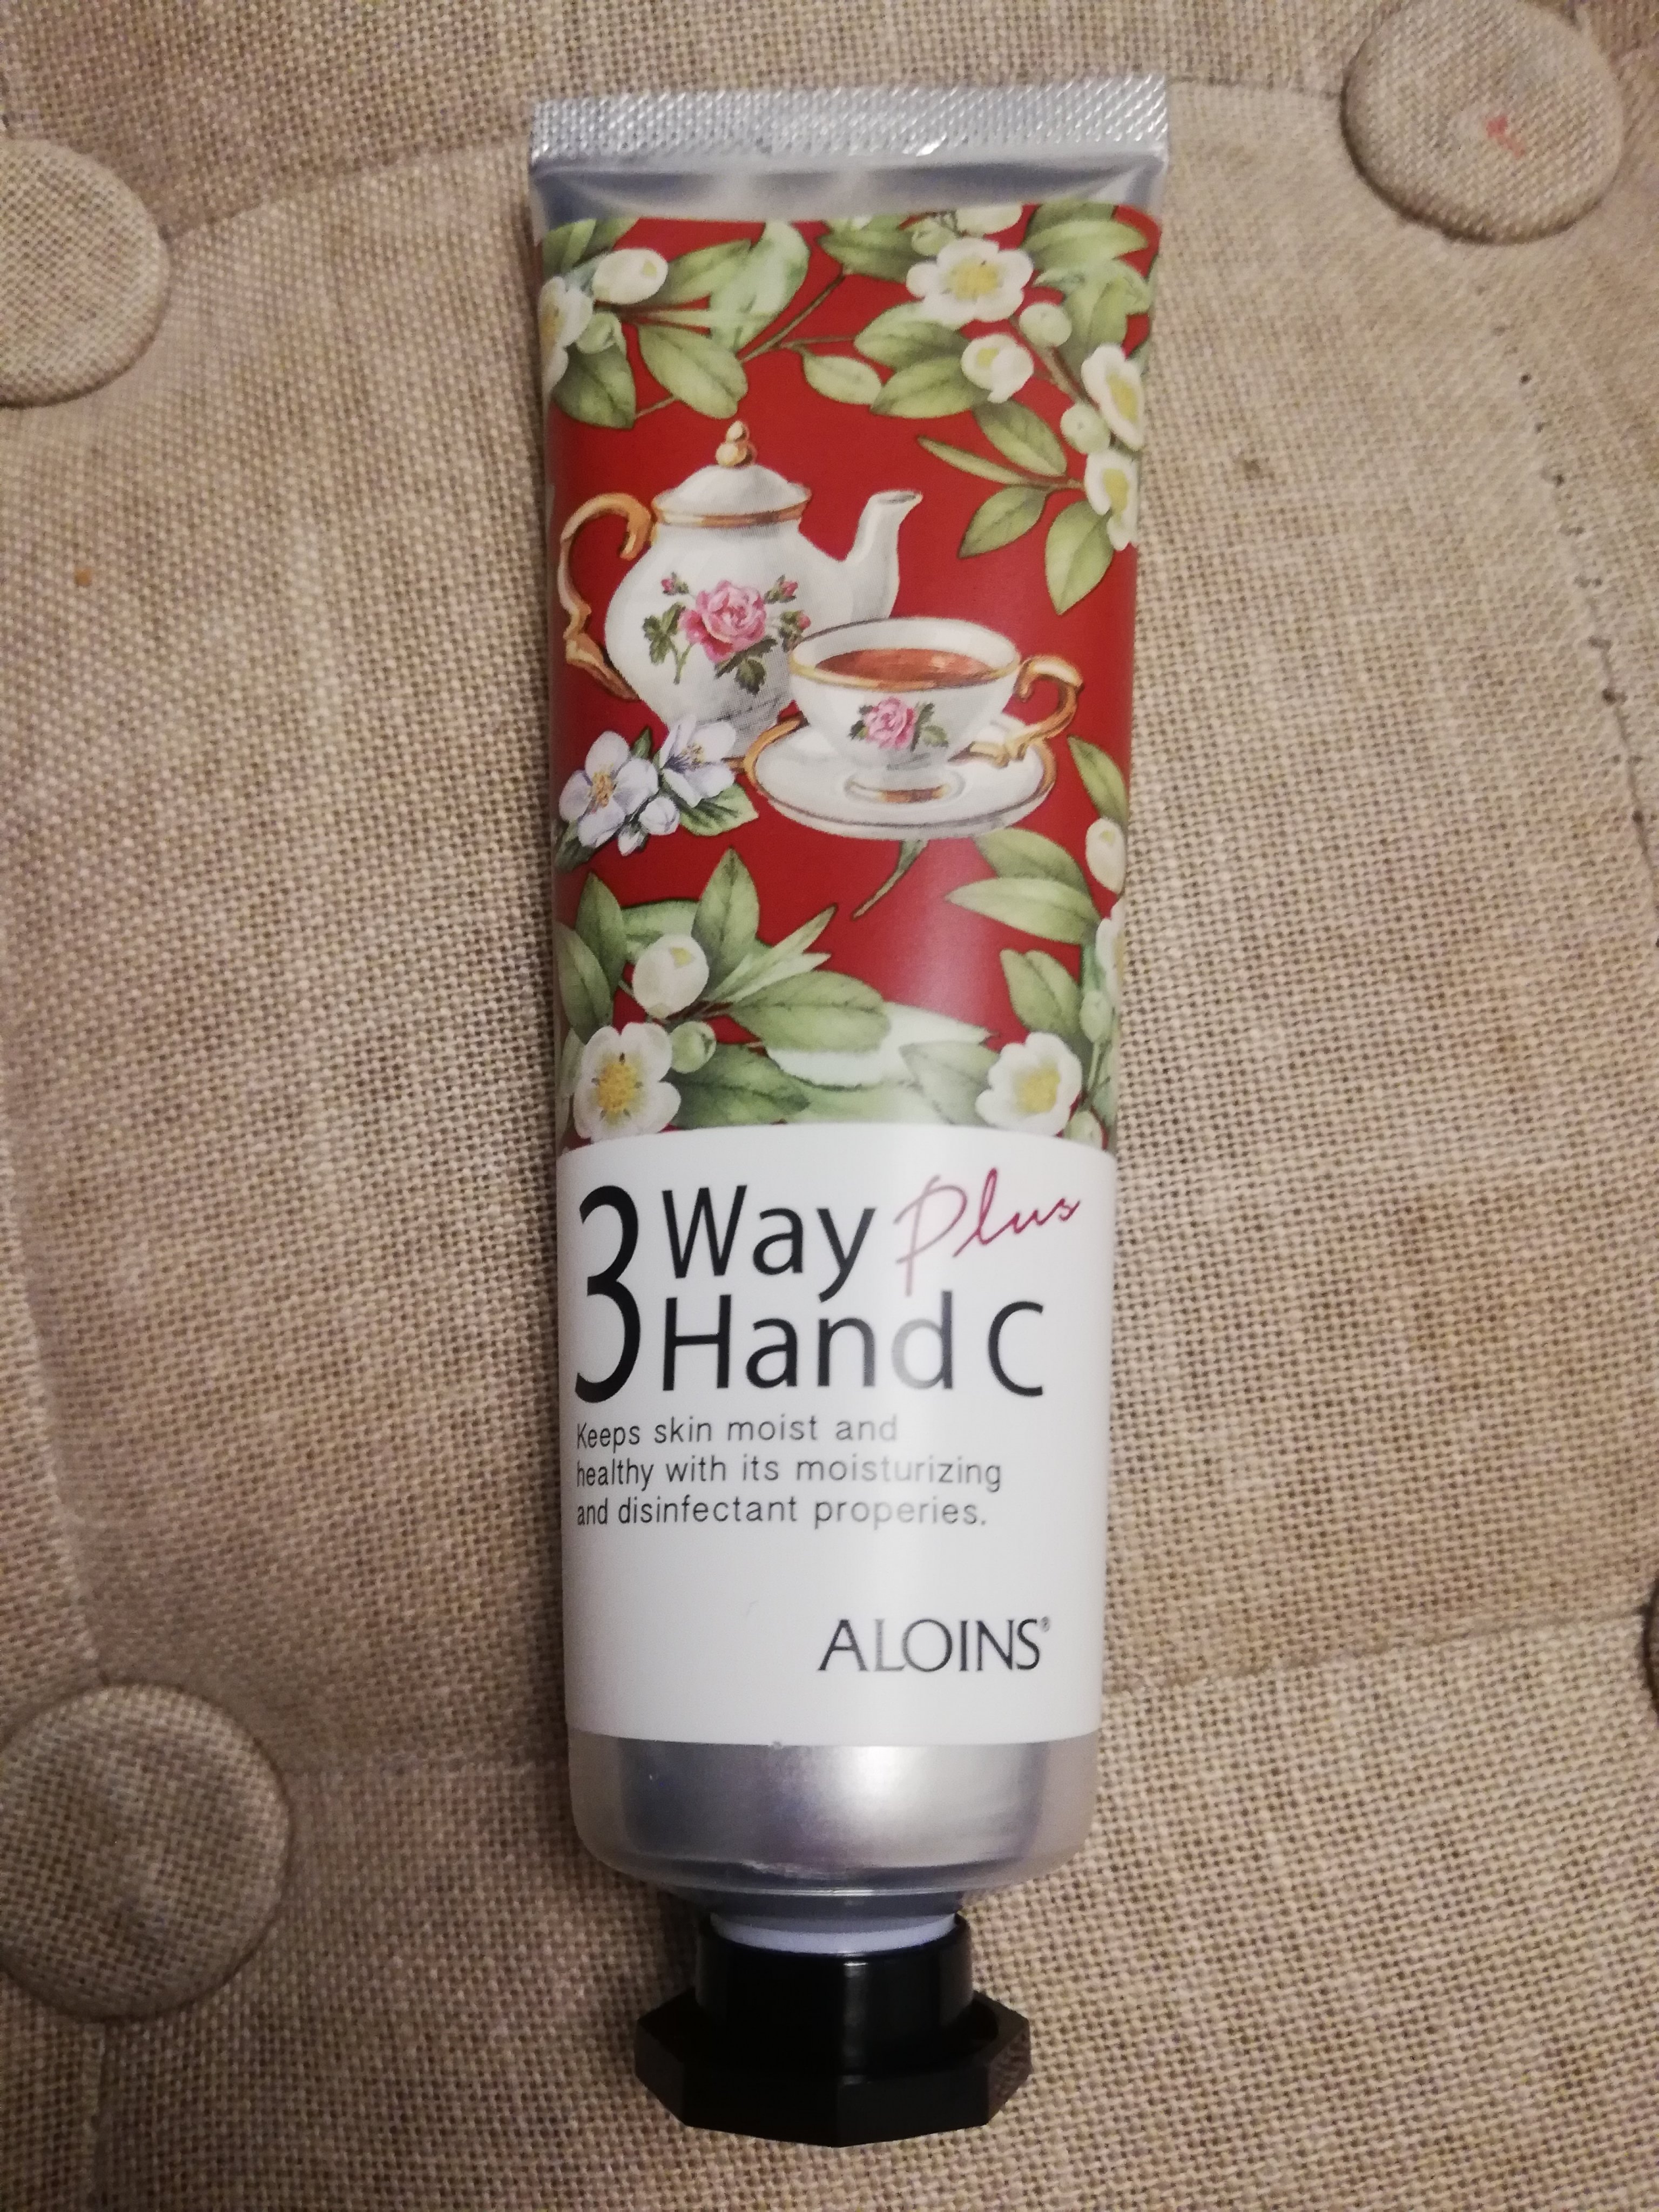 3 Way Plus
Hand C
Keeps skin moist and
healthy with its moisturizing
and disinfectant properies.
ALOINS®